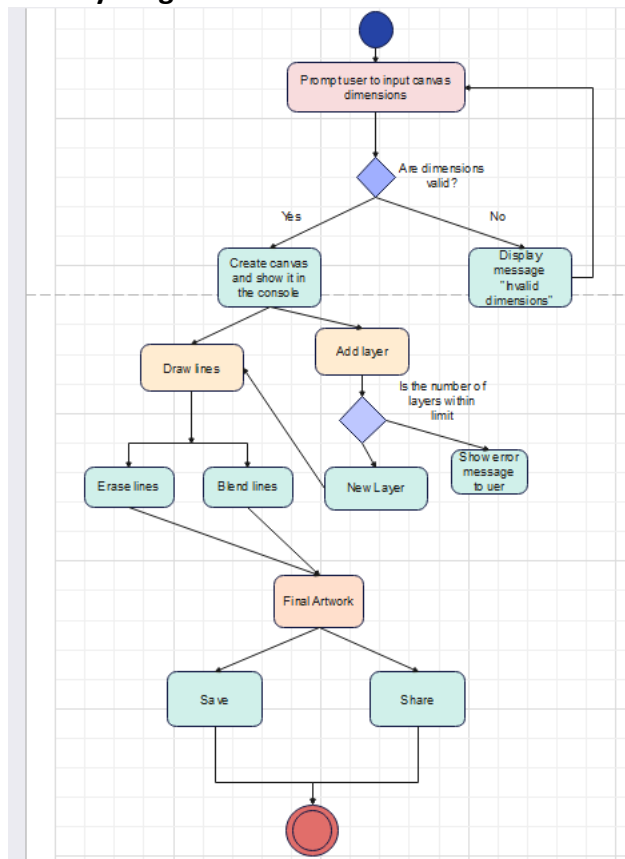 Prompt user to input canvas
dimensions
Are dimensions
valid?
Yes
No
Create canvas
and show it in
the console
Display
message
"Invalid
dimensions"
Draw lines
Add layer
Is the number of
layers within
limit
Erase lines
Blend lines
New Layer
Show error
message
to uer
Final Artwork
Save
Share